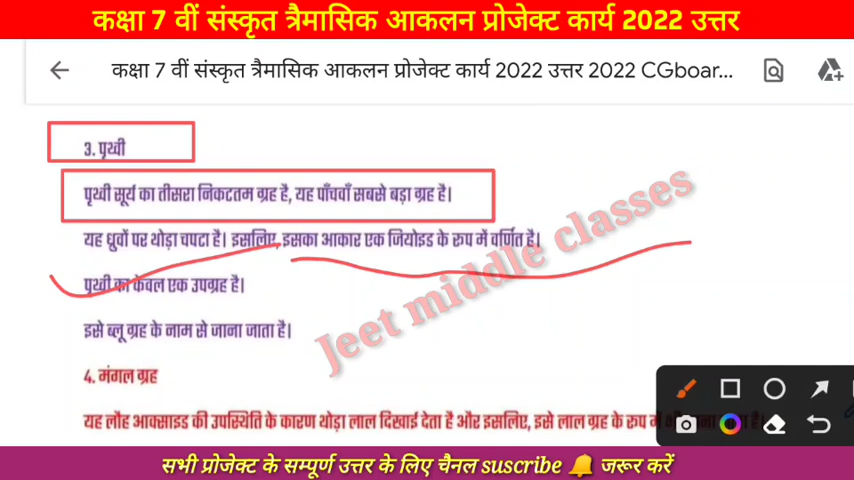 कक्षा 7 वीं संस्कृत त्रैमासिक आकलन प्रोजेक्ट कार्य 2022 उत्तर
कक्षा 7 वीं संस्कृत त्रैमासिक आकलन प्रोजेक्ट कार्य 2022 उत्तर 2022 CGboar...
3. पृथ्वी
पृथ्वी सूर्य का तीसरा निकटतम ग्रह है, यह पाँचवाँ सबसे बड़ा ग्रह है।
यह ध्रुवों पर थोड़ा चपटा है। इसलिए, इसका आकार एक जियोइड के रूप में वर्णित है।
पृथ्वी का केवल एक उपग्रह है।
इसे ब्लू ग्रह के नाम से जाना जाता है।
Jeet middle classes
4. मंगल ग्रह
यह लौह आक्साइड की उपस्थिति के कारण थोड़ा लाल दिखाई देता है और इसलिए, इसे लाल ग्रह के रूप में
सभी प्रोजेक्ट के सम्पूर्ण उत्तर के लिए चैनल suscribe 🔔 जरूर करें